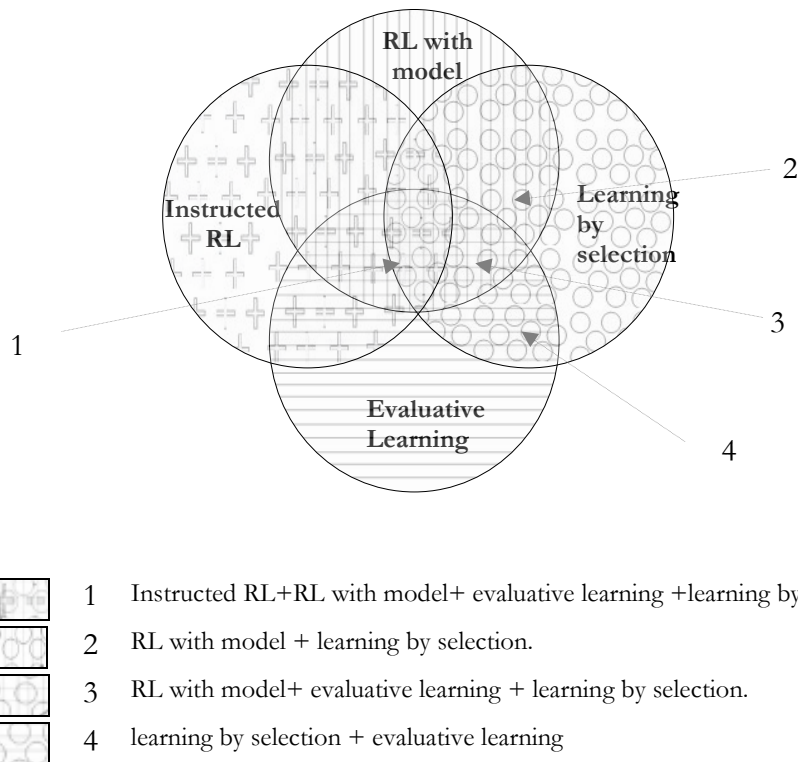 RL with
model
2
Learning
by
selection
Instructed
RL
3
1
Evaluative
Learning
4
1 Instructed RL+RL with model+ evaluative learning +learning by
2 RL with model + learning by selection.
3 RL with model+ evaluative learning + learning by selection.
4 learning by selection + evaluative learning